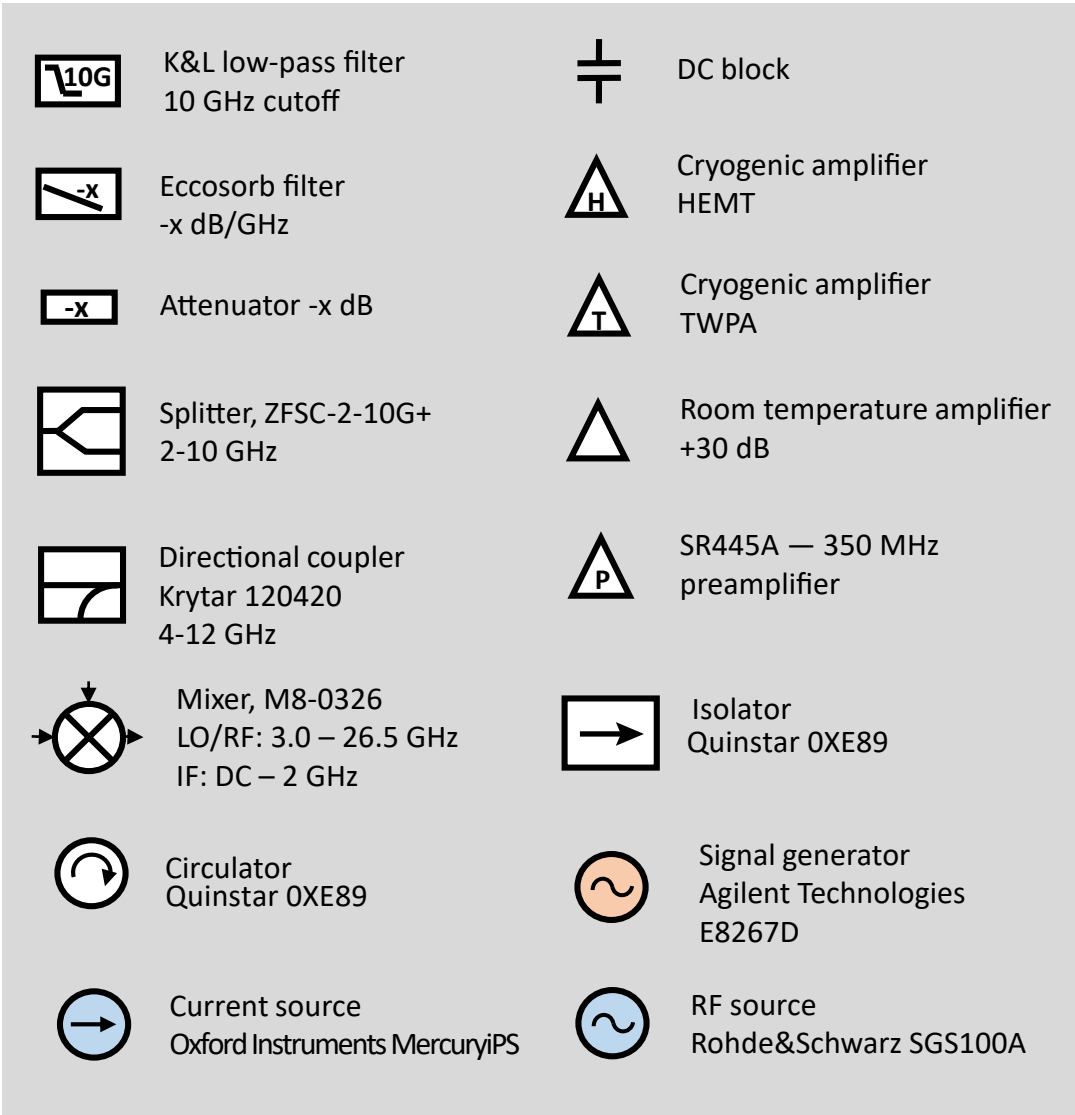 10G
K&L low-pass filter
10 GHz cutoff
-x
Eccosorb filter
-x dB/GHz
-x
Attenuator -x dB
Splitter, ZFSC-2-10G+
2-10 GHz
Directional coupler
Krytar 120420
4-12 GHz
Mixer, M8-0326
LO/RF: 3.0 – 26.5 GHz
IF: DC – 2 GHz
Circulator
Quinstar 0XE89
Current source
Oxford Instruments MercuryiPS
DC block
H
Cryogenic amplifier
HEMT
T
Cryogenic amplifier
TWPA
Room temperature amplifier
+30 dB
P
SR445A — 350 MHz
preamplifier
Isolator
Quinstar 0XE89
Signal generator
Agilent Technologies
E8267D
RF source
Rohde&Schwarz SGS100A